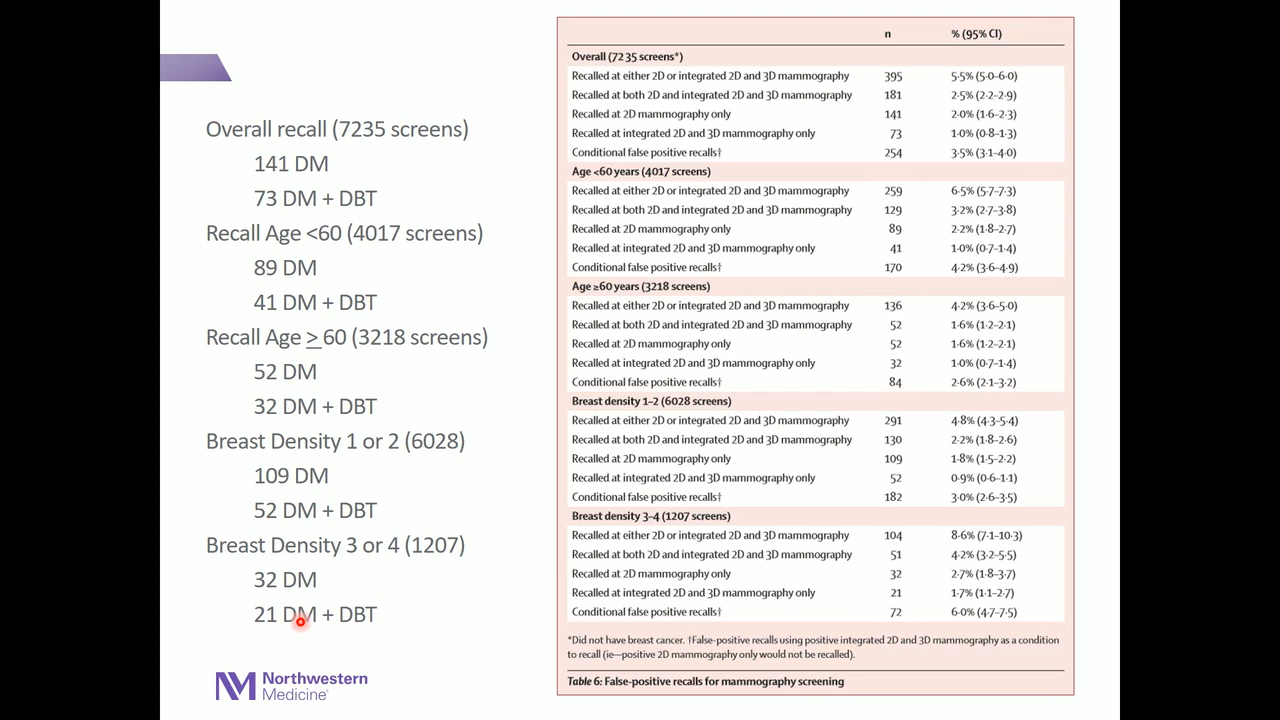 Overall recall (7235 screens)
141 DM
73 DM + DBT
Recall Age <60 (4017 screens)
89 DM
41 DM + DBT
Recall Age > 60 (3218 screens)
52 DM
32 DM + DBT
Breast Density 1 or 2 (6028)
109 DM
52 DM + DBT
Breast Density 3 or 4 (1207)
32 DM
21 DM + DBT
Northwestern
Medicine®
n % (95% CI)
Overall (7235 screens*)
Recalled at either 2D or integrated 2D and 3D mammography 395 5·5% (5·0–6·0)
Recalled at both 2D and integrated 2D and 3D mammography 181 2·5% (2·2–2·9)
Recalled at 2D mammography only 141 2·0% (1·6–2·3)
Recalled at integrated 2D and 3D mammography only 73 1·0% (0·8–1·3)
Conditional false positive recalls† 254 3·5% (3·1–4·0)
Age <60 years (4017 screens)
Recalled at either 2D or integrated 2D and 3D mammography 259 6·5% (5·7–7·3)
Recalled at both 2D and integrated 2D and 3D mammography 129 3·2% (2·7–3·8)
Recalled at 2D mammography only 89 2·2% (1·8–2·7)
Recalled at integrated 2D and 3D mammography only 41 1·0% (0·7–1·4)
Conditional false positive recalls† 170 4·2% (3·6–4·9)
Age ≥60 years (3218 screens)
Recalled at either 2D or integrated 2D and 3D mammography 136 4·2% (3·6–5·0)
Recalled at both 2D and integrated 2D and 3D mammography 52 1·6% (1·2–2·1)
Recalled at 2D mammography only 52 1·6% (1·2–2·1)
Recalled at integrated 2D and 3D mammography only 32 1·0% (0·7–1·4)
Conditional false positive recalls† 84 2·6% (2·1–3·2)
Breast density 1–2 (6028 screens)
Recalled at either 2D or integrated 2D and 3D mammography 291 4·8% (4·3–5·4)
Recalled at both 2D and integrated 2D and 3D mammography 130 2·2% (1·8–2·6)
Recalled at 2D mammography only 109 1·8% (1·5–2·2)
Recalled at integrated 2D and 3D mammography only 52 0·9% (0·6–1·1)
Conditional false positive recalls† 182 3·0% (2·6–3·5)
Breast density 3–4 (1207 screens)
Recalled at either 2D or integrated 2D and 3D mammography 104 8·6% (7·1–10·3)
Recalled at both 2D and integrated 2D and 3D mammography 51 4·2% (3·2–5·5)
Recalled at 2D mammography only 32 2·7% (1·8–3·7)
Recalled at integrated 2D and 3D mammography only 21 1·7% (1·1–2·7)
Conditional false positive recalls† 72 6·0% (4·7–7·5)
*Did not have breast cancer. †False-positive recalls using positive integrated 2D and 3D mammography as a condition
to recall (ie—positive 2D mammography only would not be recalled).
Table 6: False-positive recalls for mammography screening